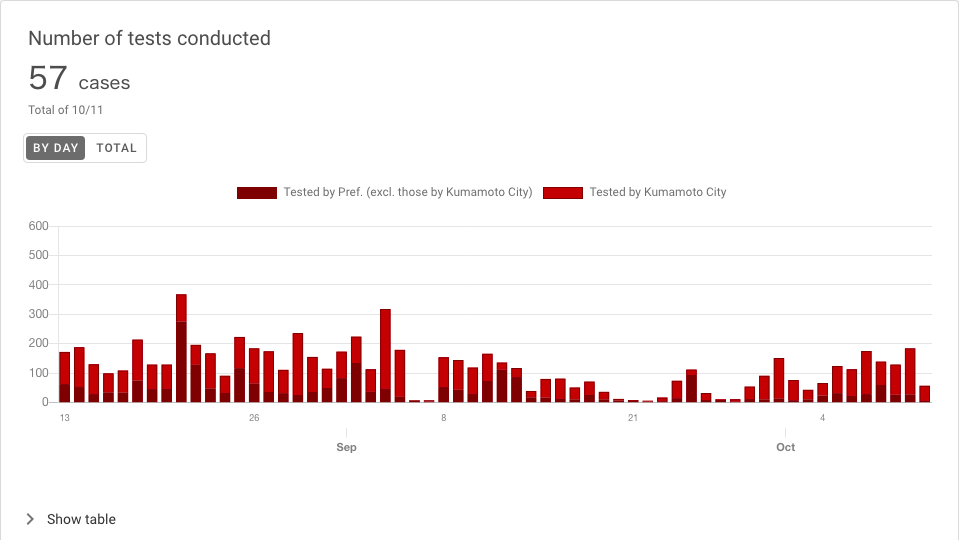 Number of tests conducted
57 cases
Total of 10/11
BY DAY TOTAL
Tested by Pref. (excl. those by Kumamoto City) Tested by Kumamoto City
600
500
400
300
200
100
0
13 26 8 21 4
Sep Oct
Show table